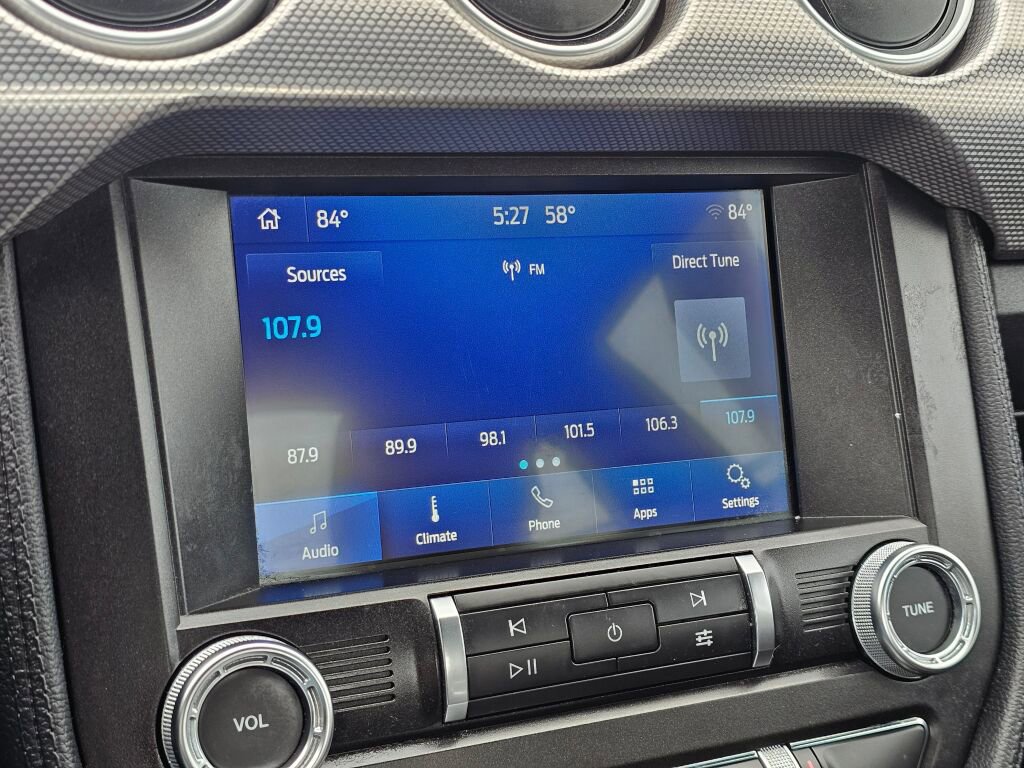 84° 5:27 58° 84°
Sources FM Direct Tune
107.9
87.9 89.9 98.1 101.5 106.3 107.9
Audio Climate Phone Apps Settings
VOL TUNE